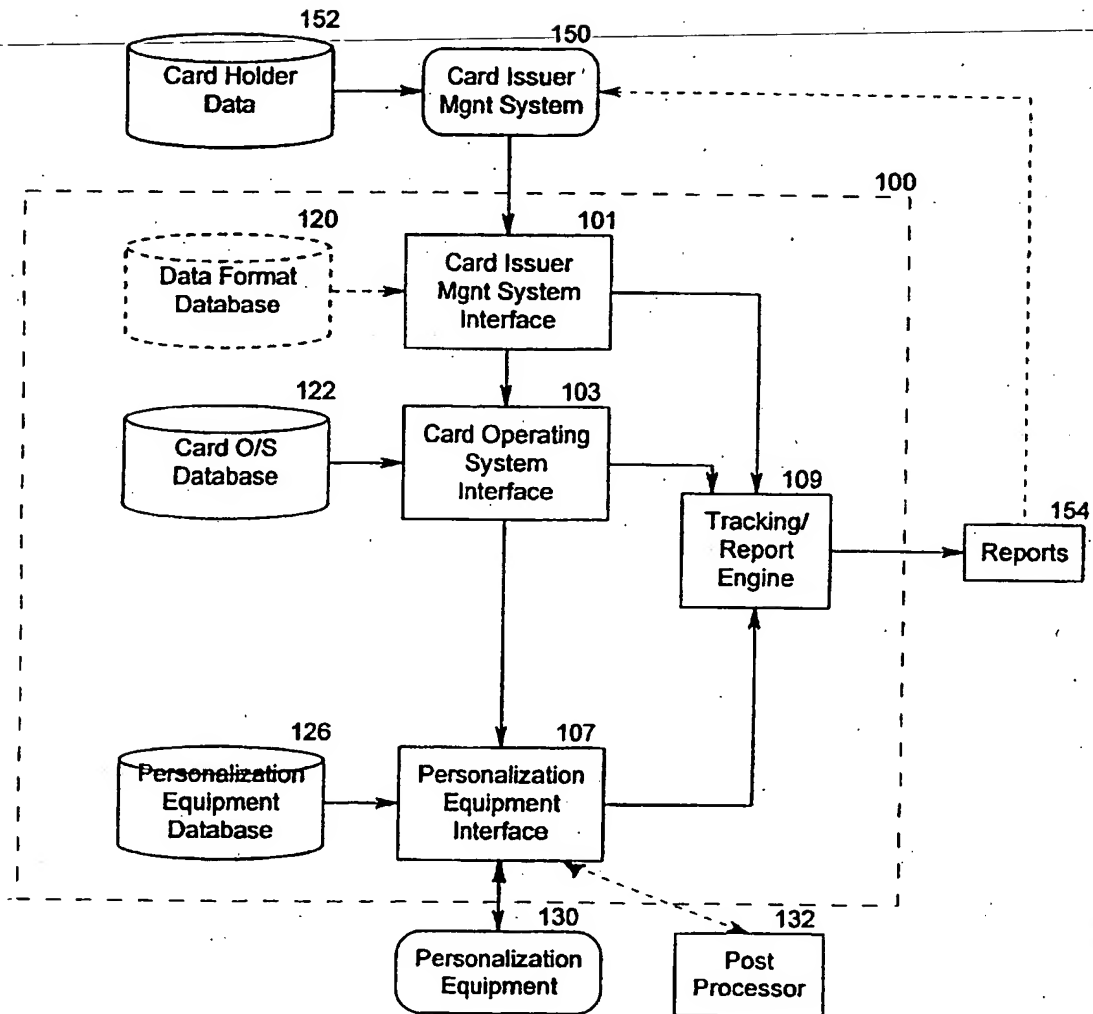 152
150
Card Holder
Data
Card Issuer
Mgnt System
100
120
101
Data Format
Database
Card Issuer
Mgnt System
Interface
122
103
Card O/S
Database
Card Operating
System
Interface
109
Tracking/
Report
Engine
154
Reports
126
107
Personalization
Equipment
Database
Personalization
Equipment
Interface
130
132
Personalization
Equipment
Post
Processor